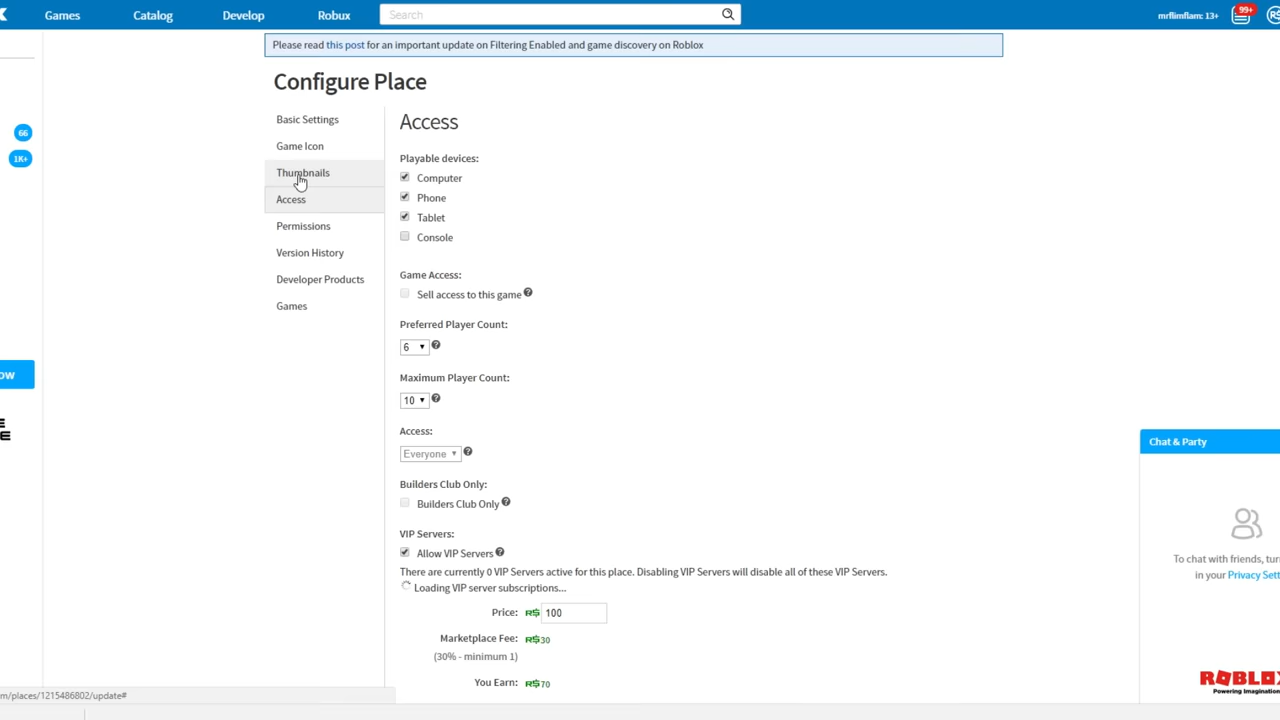 Games
Catalog
Develop
Robux
Search
mrflimflam: 13+
99+
Please read this post for an important update on Filtering Enabled and game discovery on Roblox
Configure Place
66
1K+
Basic Settings
Game Icon
Thumbnails
Access
Permissions
Version History
Developer Products
Games
Access
Playable devices:
Computer
Phone
Tablet
Console
Game Access:
Sell access to this game
Preferred Player Count:
6
Maximum Player Count:
10
Access:
Everyone
Builders Club Only:
Builders Club Only
VIP Servers:
Allow VIP Servers
There are currently 0 VIP Servers active for this place. Disabling VIP Servers will disable all of these VIP Servers.
Loading VIP server subscriptions...
Price: R$ 100
Marketplace Fee: R$30
(30% - minimum 1)
You Earn: R$70
Chat & Party
To chat with friends, tur
in your Privacy Sett
ROBLOX
Powering Imagination
m/places/1215486802/update#